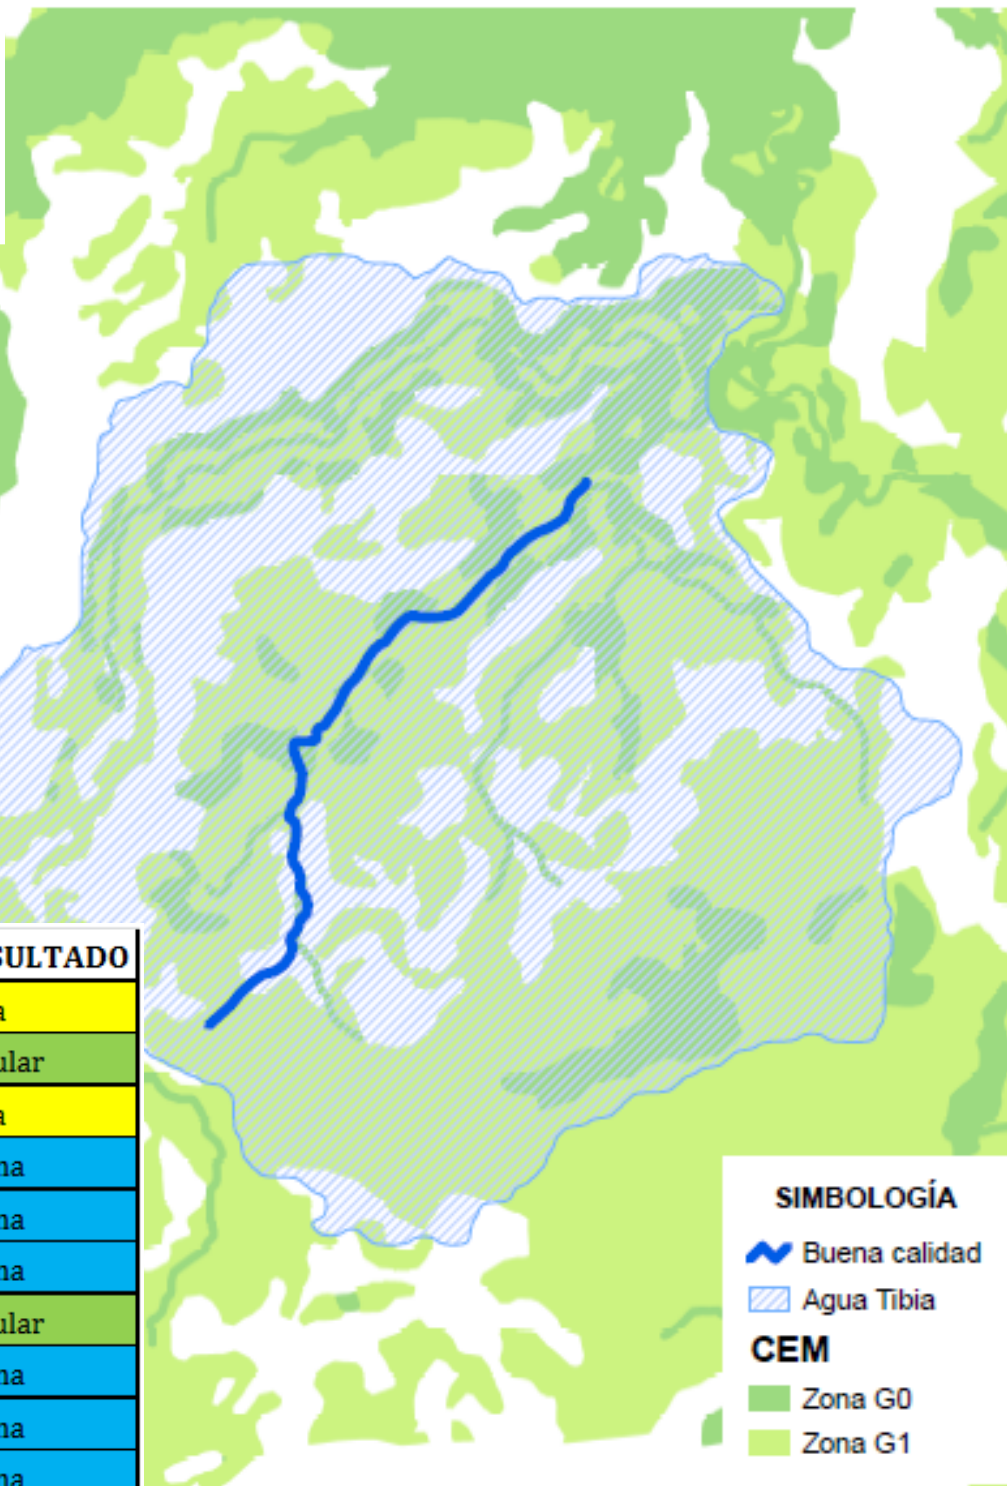 SULTADO
a
ular
a
na
na
na
ular
na
na
na
SIMBOLOGÍA
Buena calidad
Agua Tibia
CEM
Zona G0
Zona G1